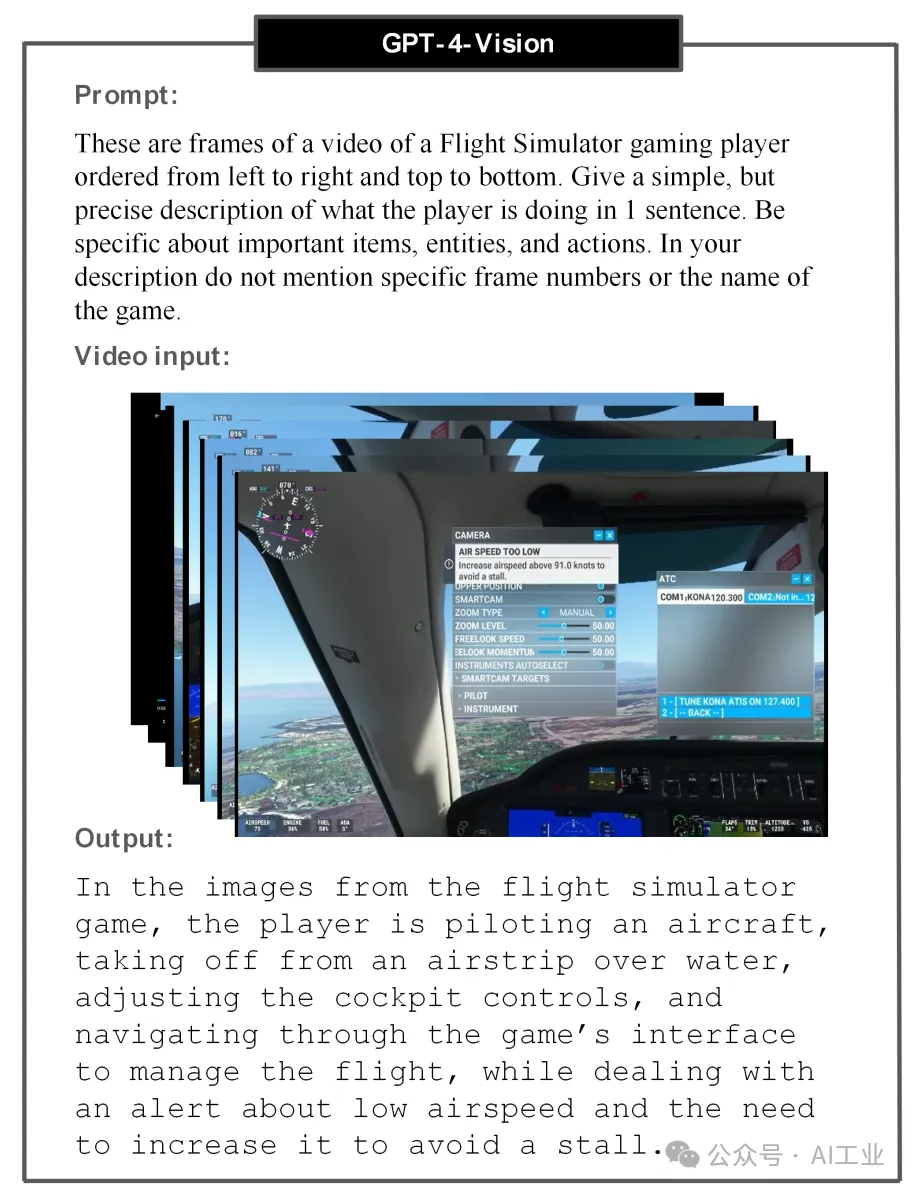 GPT-4-Vision
Prompt:
These are frames of a video of a Flight Simulator gaming player
ordered from left to right and top to bottom. Give a simple, but
precise description of what the player is doing in 1 sentence. Be
specific about important items, entities, and actions. In your
description do not mention specific frame numbers or the name of
the game.
Video input:
016°
082°
141°
070°
E
W
CAMERA
AIR SPEED TOO LOW
Increase airspeed above 91.0 knots to
avoid a stall.
UPPER POSITION
SMARTCAM
ZOOM TYPE MANUAL
ZOOM LEVEL 50.00
FREELOOK SPEED 50.00
EELOOK MOMENTUM 50.00
INSTRUMENTS AUTOSELECT
SMARTCAM TARGETS
PILOT
INSTRUMENT
ATC
COM1:KONA 120.300 COM2:Not in... 12
1 - [ TUNE KONA ATIS ON 127.400 ]
2 - [ -- BACK -- ]
AIRSPEED ENGINE FUEL AOA
73 36% 50% 3°
FLAPS TRIM ALTITUDE VS
34° 13% 1223 -425
Output:
In the images from the flight simulator
game, the player is piloting an aircraft,
taking off from an airstrip over water,
adjusting the cockpit controls, and
navigating through the game's interface
to manage the flight, while dealing with
an alert about low airspeed and the need
to increase it to avoid a stall.
公众号 · AI工业